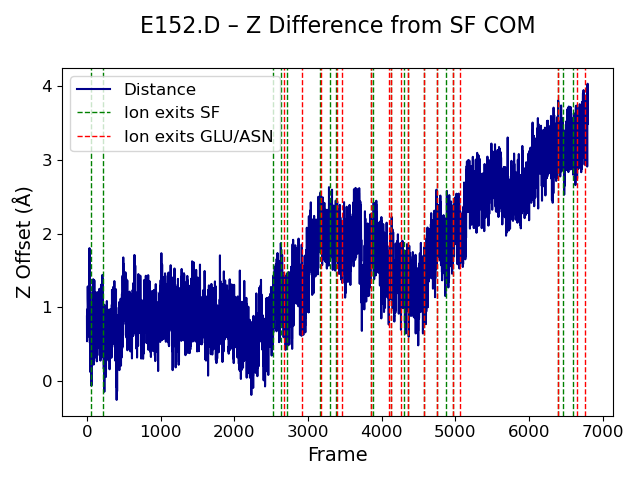 E152.D – Z Difference from SF COM
Distance
Ion exits SF
Ion exits GLU/ASN
Z Offset (Å)
4
3
2
1
0
0 1000 2000 3000 4000 5000 6000 7000
Frame